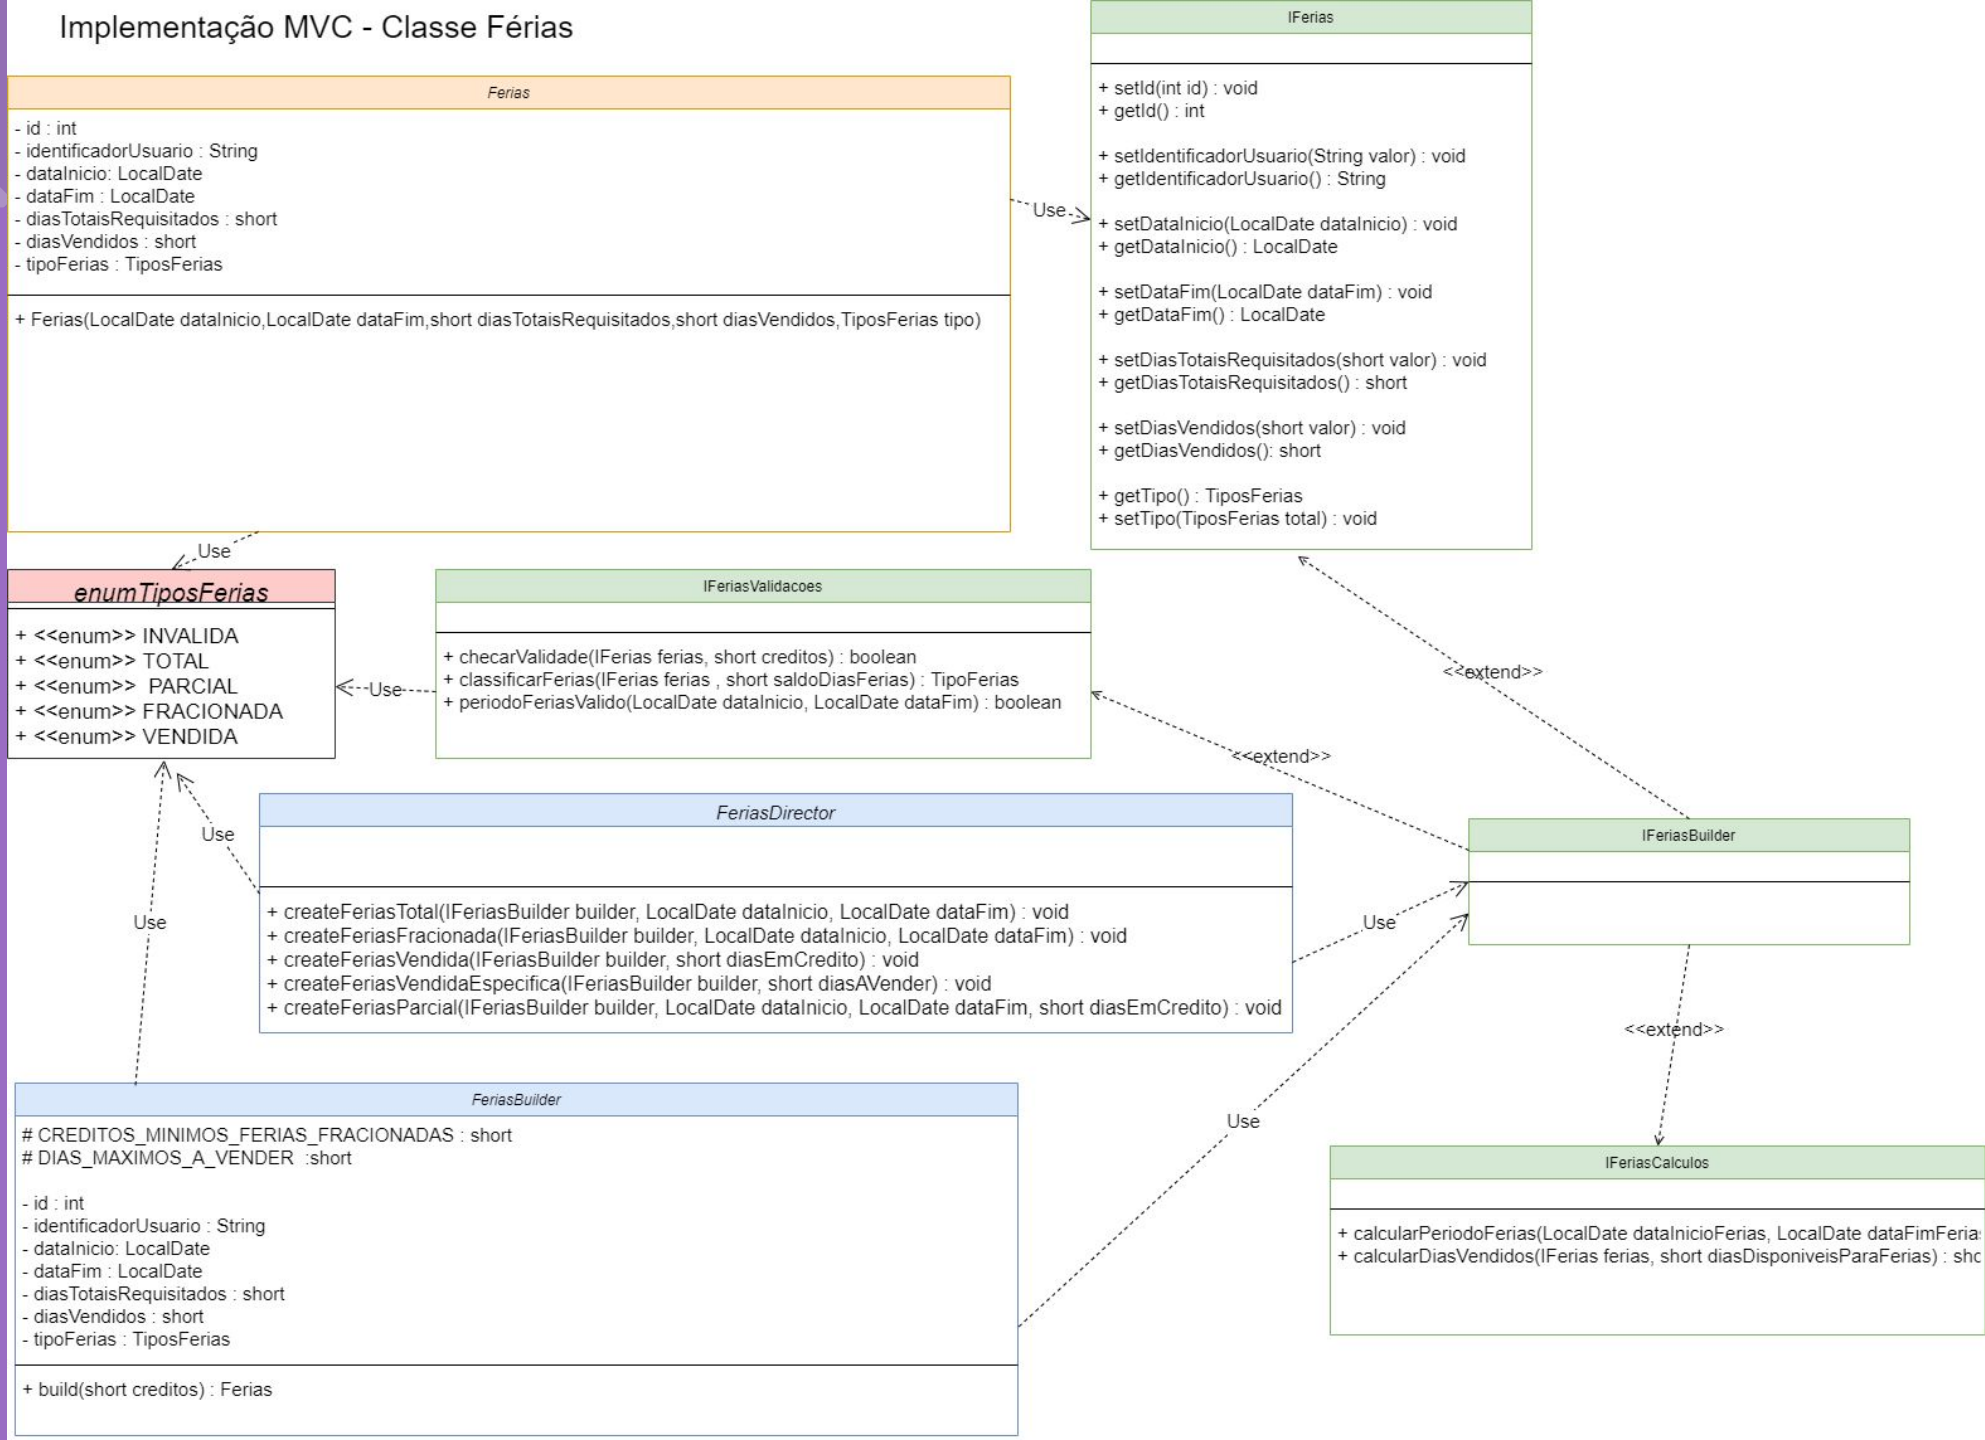 Implementação MVC - Classe Férias
Ferias
- id : int
- identificadorUsuario : String
- dataInicio: LocalDate
- dataFim : LocalDate
- diasTotaisRequisitados : short
- diasVendidos : short
- tipoFerias : TiposFerias
+ Ferias(LocalDate dataInicio,LocalDate dataFim,short diasTotaisRequisitados,short diasVendidos,TiposFerias tipo)
Use
IFerias
+ setId(int id) : void
+ getId() : int
+ setIdentificadorUsuario(String valor) : void
+ getIdentificadorUsuario() : String
+ setDataInicio(LocalDate dataInicio) : void
+ getDataInicio() : LocalDate
+ setDataFim(LocalDate dataFim) : void
+ getDataFim() : LocalDate
+ setDiasTotaisRequisitados(short valor) : void
+ getDiasTotaisRequisitados() : short
+ setDiasVendidos(short valor) : void
+ getDiasVendidos(): short
+ getTipo() : TiposFerias
+ setTipo(TiposFerias total) : void
Use
enumTiposFerias
+ <<enum>> INVALIDA
+ <<enum>> TOTAL
+ <<enum>> PARCIAL
+ <<enum>> FRACIONADA
+ <<enum>> VENDIDA
Use
IFeriasValidacoes
+ checarValidade(IFerias ferias, short creditos) : boolean
+ classificarFerias(IFerias ferias , short saldoDiasFerias) : TipoFerias
+ periodoFeriasValido(LocalDate dataInicio, LocalDate dataFim) : boolean
<<extend>>
<<extend>>
Use
FeriasDirector
+ createFeriasTotal(IFeriasBuilder builder, LocalDate dataInicio, LocalDate dataFim) : void
+ createFeriasFracionada(IFeriasBuilder builder, LocalDate dataInicio, LocalDate dataFim) : void
+ createFeriasVendida(IFeriasBuilder builder, short diasEmCredito) : void
+ createFeriasVendidaEspecifica(IFeriasBuilder builder, short diasAVender) : void
+ createFeriasParcial(IFeriasBuilder builder, LocalDate dataInicio, LocalDate dataFim, short diasEmCredito) : void
IFeriasBuilder
Use
Use
<<extend>>
Use
FeriasBuilder
# CREDITOS_MINIMOS_FERIAS_FRACIONADAS : short
# DIAS_MAXIMOS_A_VENDER :short
- id : int
- identificadorUsuario : String
- dataInicio: LocalDate
- dataFim : LocalDate
- diasTotaisRequisitados : short
- diasVendidos : short
- tipoFerias : TiposFerias
+ build(short creditos) : Ferias
IFeriasCalculos
+ calcularPeriodoFerias(LocalDate dataInicioFerias, LocalDate
+ calcularDiasVendidos(IFerias ferias, short diasDisponiveisParaFerias) :